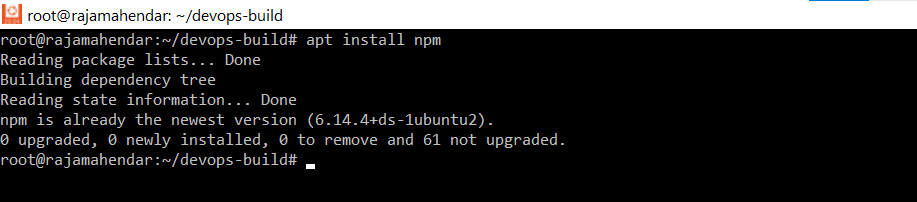 root@rajamahendar: ~/devops-build
root@rajamahendar:~/devops-build# apt install npm
Reading package lists... Done
Building dependency tree
Reading state information... Done
npm is already the newest version (6.14.4+ds-1ubuntu2).
0 upgraded, 0 newly installed, 0 to remove and 61 not upgraded.
root@rajamahendar:~/devops-build#